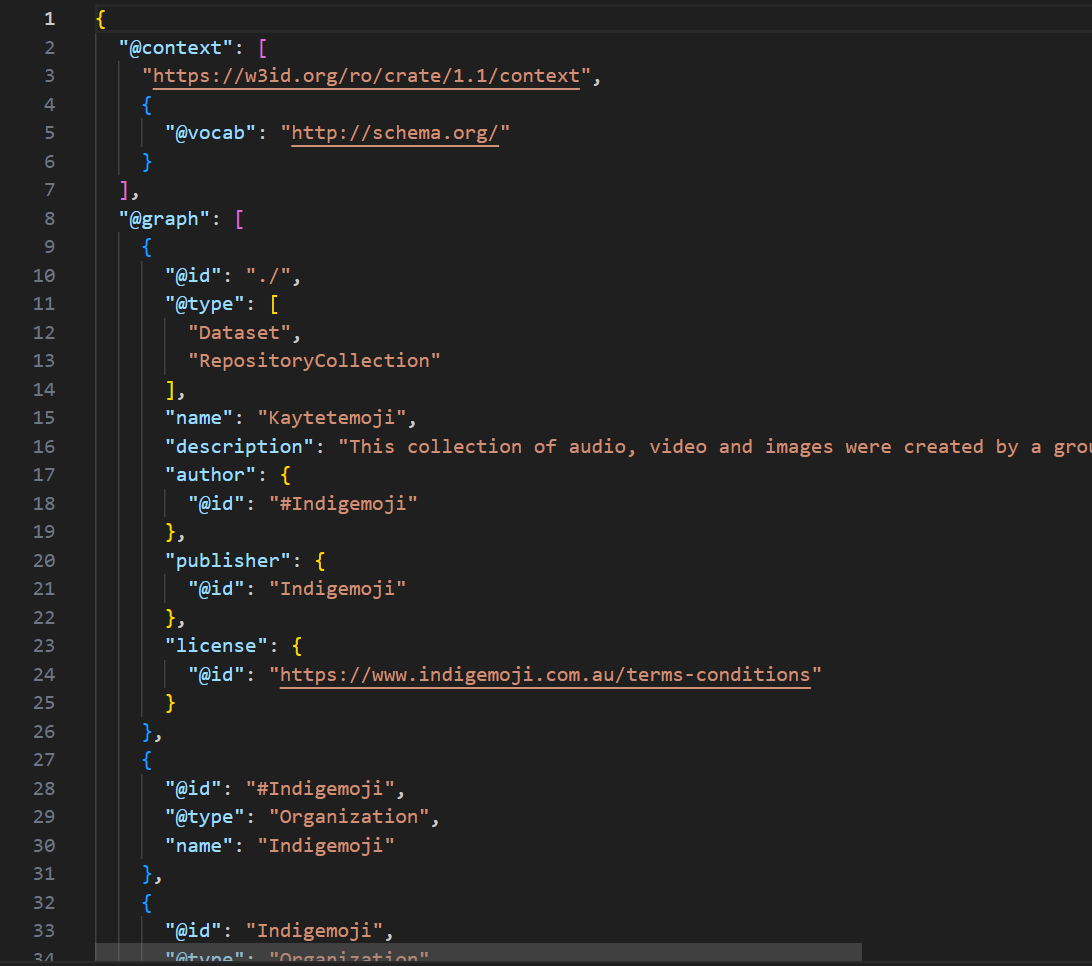 1 {
2 "@context": [
3 "https://w3id.org/ro/crate/1.1/context",
4 {
5 "@vocab": "http://schema.org/"
6 }
7 ],
8 "@graph": [
9 {
10 "@id": "./",
11 "@type": [
12 "Dataset",
13 "RepositoryCollection"
14 ],
15 "name": "Kaytetemoji",
16 "description": "This collection of audio, video and images were created by a grou
17 "author": {
18 "@id": "#Indigemoji"
19 },
20 "publisher": {
21 "@id": "Indigemoji"
22 },
23 "license": {
24 "@id": "https://www.indigemoji.com.au/terms-conditions"
25 }
26 },
27 {
28 "@id": "#Indigemoji",
29 "@type": "Organization",
30 "name": "Indigemoji"
31 },
32 {
33 "@id": "Indigemoji",
34 "@type": "Organization"